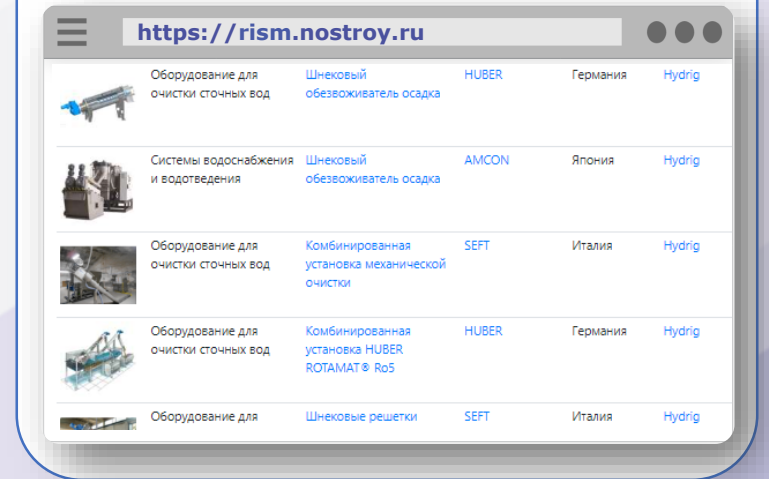 https://rism.nostroy.ru
Оборудование для Шнековый HUBER Германия Hydrig
очистки сточных вод обезвоживатель осадка
Системы водоснабжения Шнековый AMCON Япония Hydrig
и водотведения обезвоживатель осадка
Оборудование для Комбинированная SEFT Италия Hydrig
очистки сточных вод установка механической
очистки
Оборудование для Комбинированная HUBER Германия Hydrig
очистки сточных вод установка HUBER
ROTAMAT® Ro5
Оборудование для Шнековые решетки SEFT Италия Hydrig